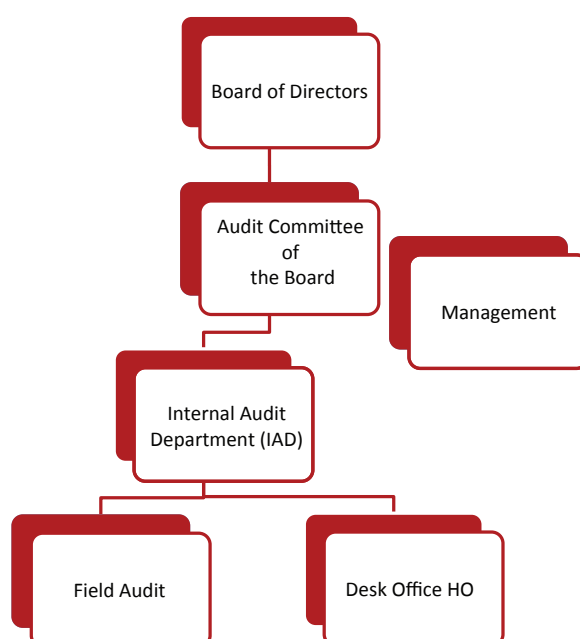 Board of Directors
Audit Committee
of
the Board
Management
Internal Audit
Department (IAD)
Field Audit
Desk Office HO